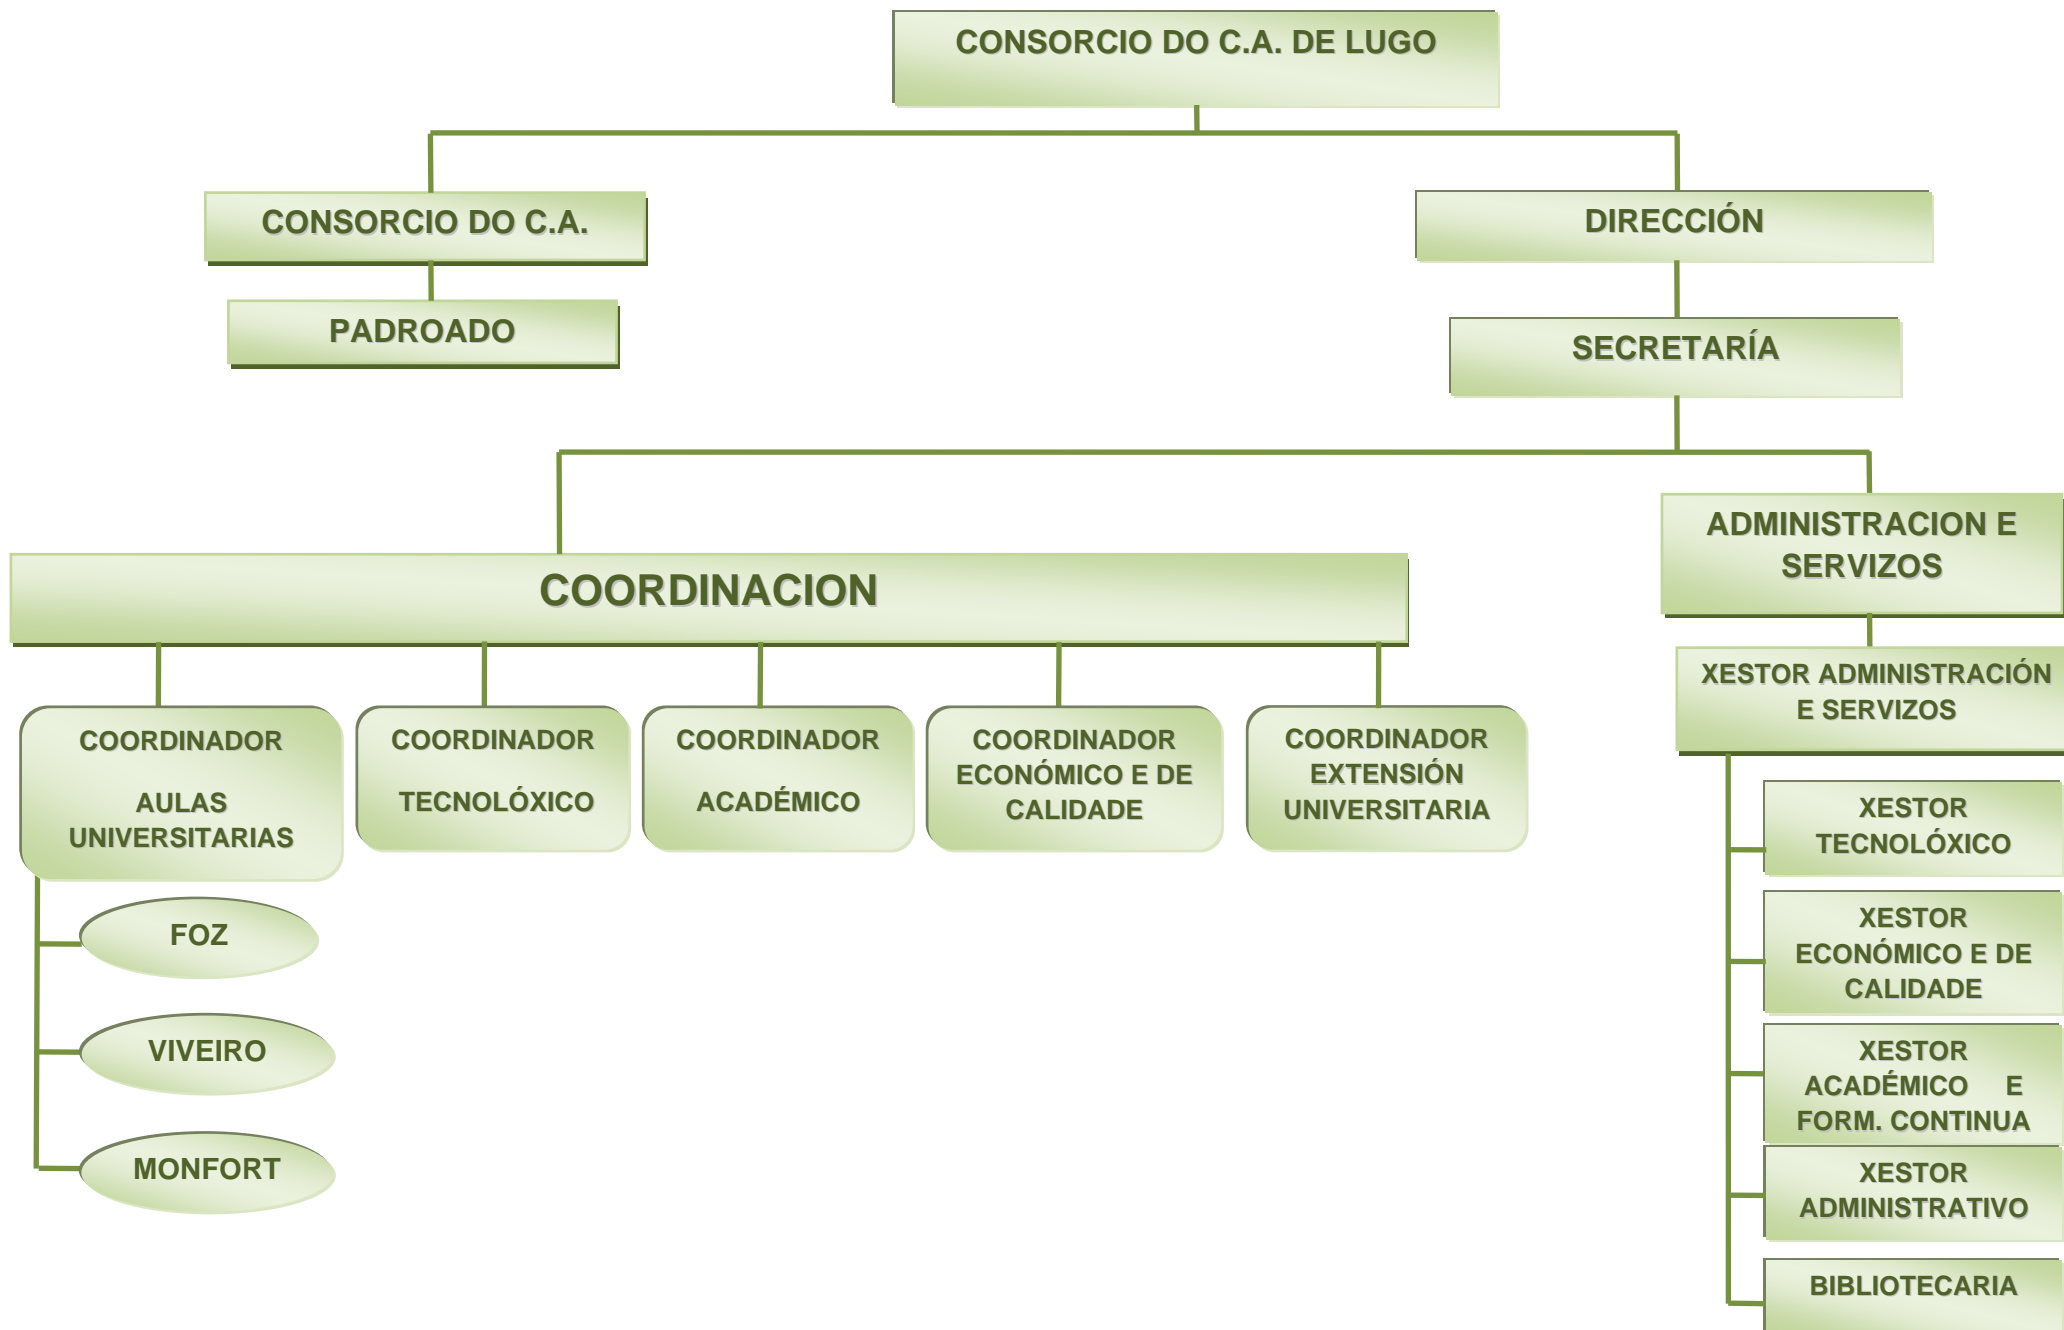 CONSORCIO DO C.A. DE LUGO
CONSORCIO DO C.A.
DIRECCIÓN
PADROADO
SECRETARÍA
COORDINACION
ADMINISTRACION E
SERVIZOS
XESTOR ADMINISTRACIÓN
E SERVIZOS
COORDINADOR
AULAS
UNIVERSITARIAS
COORDINADOR
TECNOLÓXICO
COORDINADOR
ACADÉMICO
COORDINADOR
ECONÓMICO E DE
CALIDADE
COORDINADOR
EXTENSIÓN
UNIVERSITARIA
FOZ
VIVEIRO
MONFORT
XESTOR
TECNOLÓXICO
XESTOR
ECONÓMICO E DE
CALIDADE
XESTOR
ACADÉMICO E
FORM. CONTINUA
XESTOR
ADMINISTRATIVO
BIBLIOTECARIA